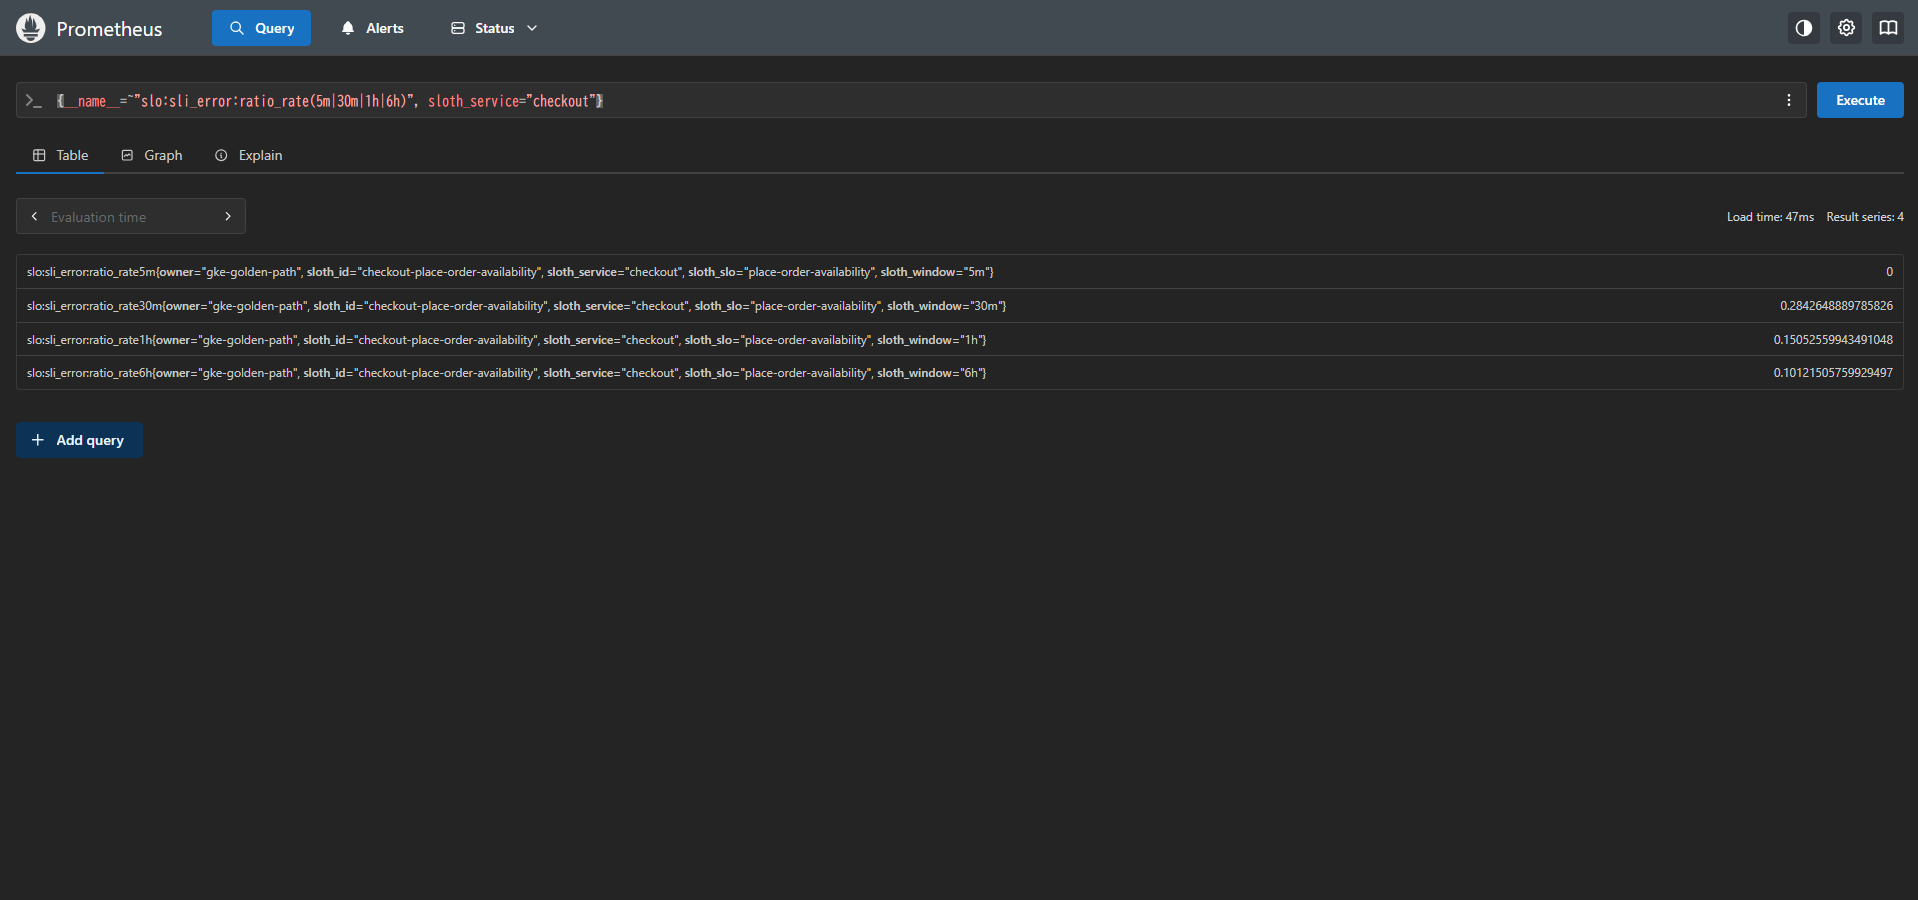 Prometheus Query Alerts Status
>_ {__name__=~"slo:sli_error:ratio_rate(5m|30m|1h|6h)", sloth_service="checkout"} Execute
Table Graph Explain
Evaluation time Load time: 47ms Result series: 4
slo:sli_error:ratio_rate5m{owner="gke-golden-path", sloth_id="checkout-place-order-availability", sloth_service="checkout", sloth_slo="place-order-availability", sloth_window="5m"} 0
slo:sli_error:ratio_rate30m{owner="gke-golden-path", sloth_id="checkout-place-order-availability", sloth_service="checkout", sloth_slo="place-order-availability", sloth_window="30m"} 0.2842648889785826
slo:sli_error:ratio_rate1h{owner="gke-golden-path", sloth_id="checkout-place-order-availability", sloth_service="checkout", sloth_slo="place-order-availability", sloth_window="1h"} 0.15052559943491048
slo:sli_error:ratio_rate6h{owner="gke-golden-path", sloth_id="checkout-place-order-availability", sloth_service="checkout", sloth_slo="place-order-availability", sloth_window="6h"} 0.10121505759929497
Add query